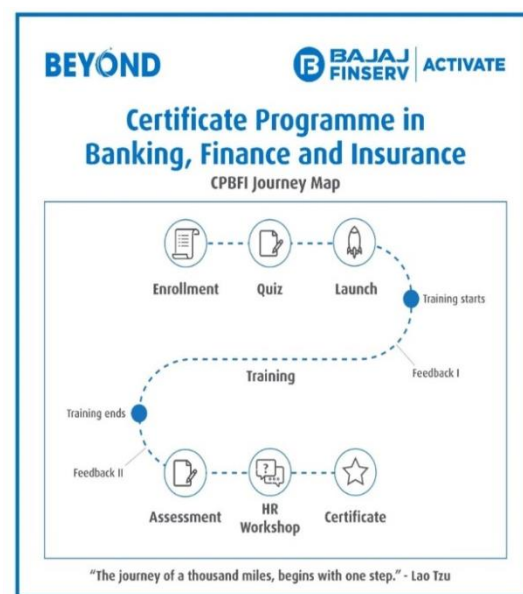 BEYOND
BAJAJ
FINSERV
ACTIVATE
Certificate Programme in
Banking, Finance and Insurance
CPBFI Journey Map
Enrollment
Quiz
Launch
Training starts
Feedback I
Training
Training ends
Feedback II
Assessment
HR
Workshop
Certificate
"The journey of a thousand miles, begins with one step." - Lao Tzu